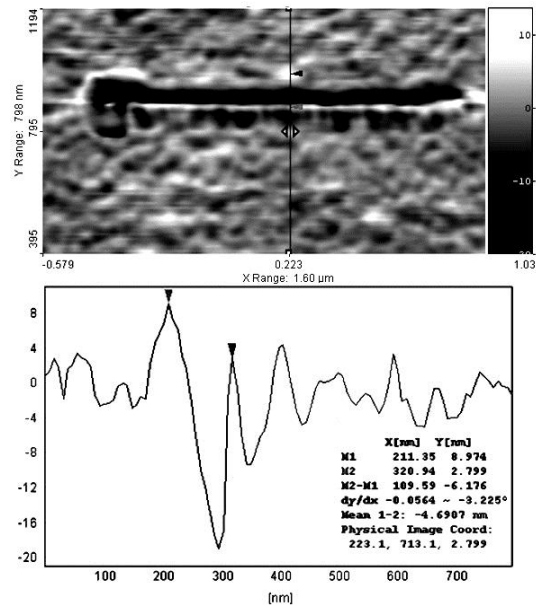 1194
795
395
Y Range: 798 nm
-0.579
0.223
1.03
X Range: 1.60 µm
10
0
-10
8
4
0
-4
-8
-12
-16
-20
X[nm] Y[nm]
M1 211.35 8.974
M2 320.94 2.799
M2-M1 109.59 -6.176
dy/dx -0.0564 ~ -3.225°
Mean 1-2: -4.6907 nm
Physical Image Coord:
223.1, 713.1, 2.799
100 200 300 400 500 600 700
[nm]